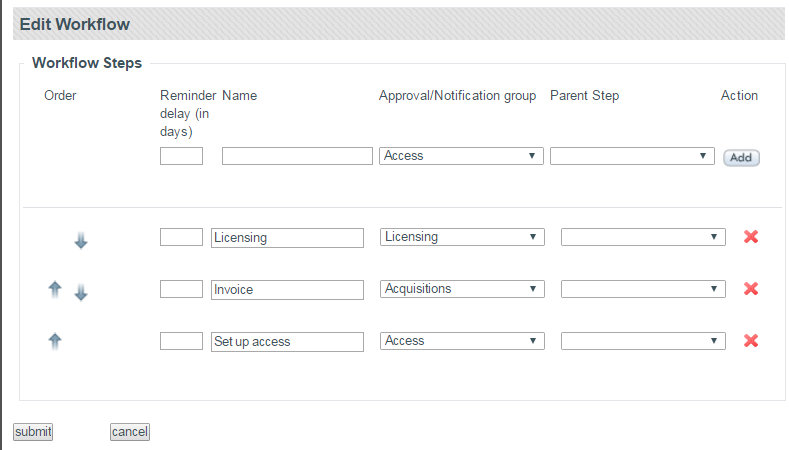 Edit Workflow
Workflow Steps
Order Reminder delay (in days) Name Approval/Notification group Parent Step Action
Access Add
Licensing Licensing
Invoice Acquisitions
Set up access Access
submit cancel